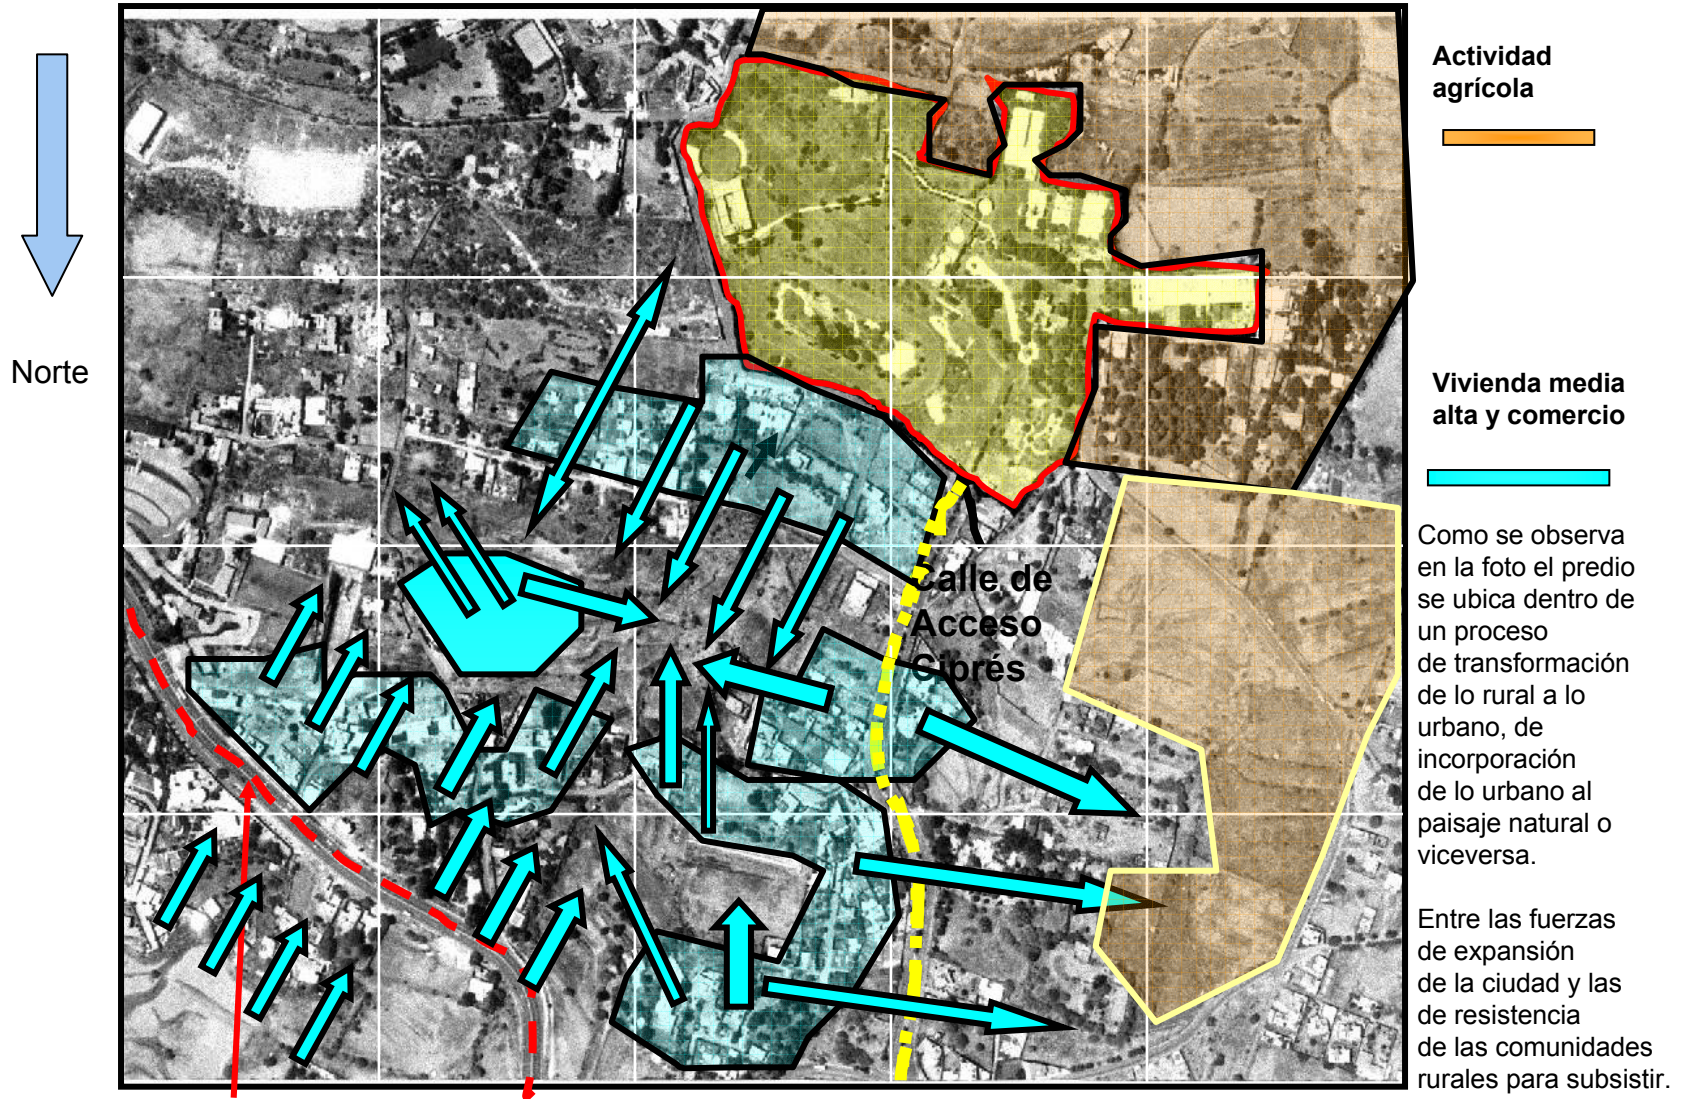 Norte
Calle de
Acceso
Ciprés
Actividad
agrícola
Vivienda media
alta y comercio
Como se observa
en la foto el predio
se ubica dentro de
un proceso
de transformación
de lo rural a lo
urbano, de
incorporación
de lo urbano al
paisaje natural o
viceversa.
Entre las fuerzas
de expansión
de la ciudad y las
de resistencia
de las comunidades
rurales para subsistir.